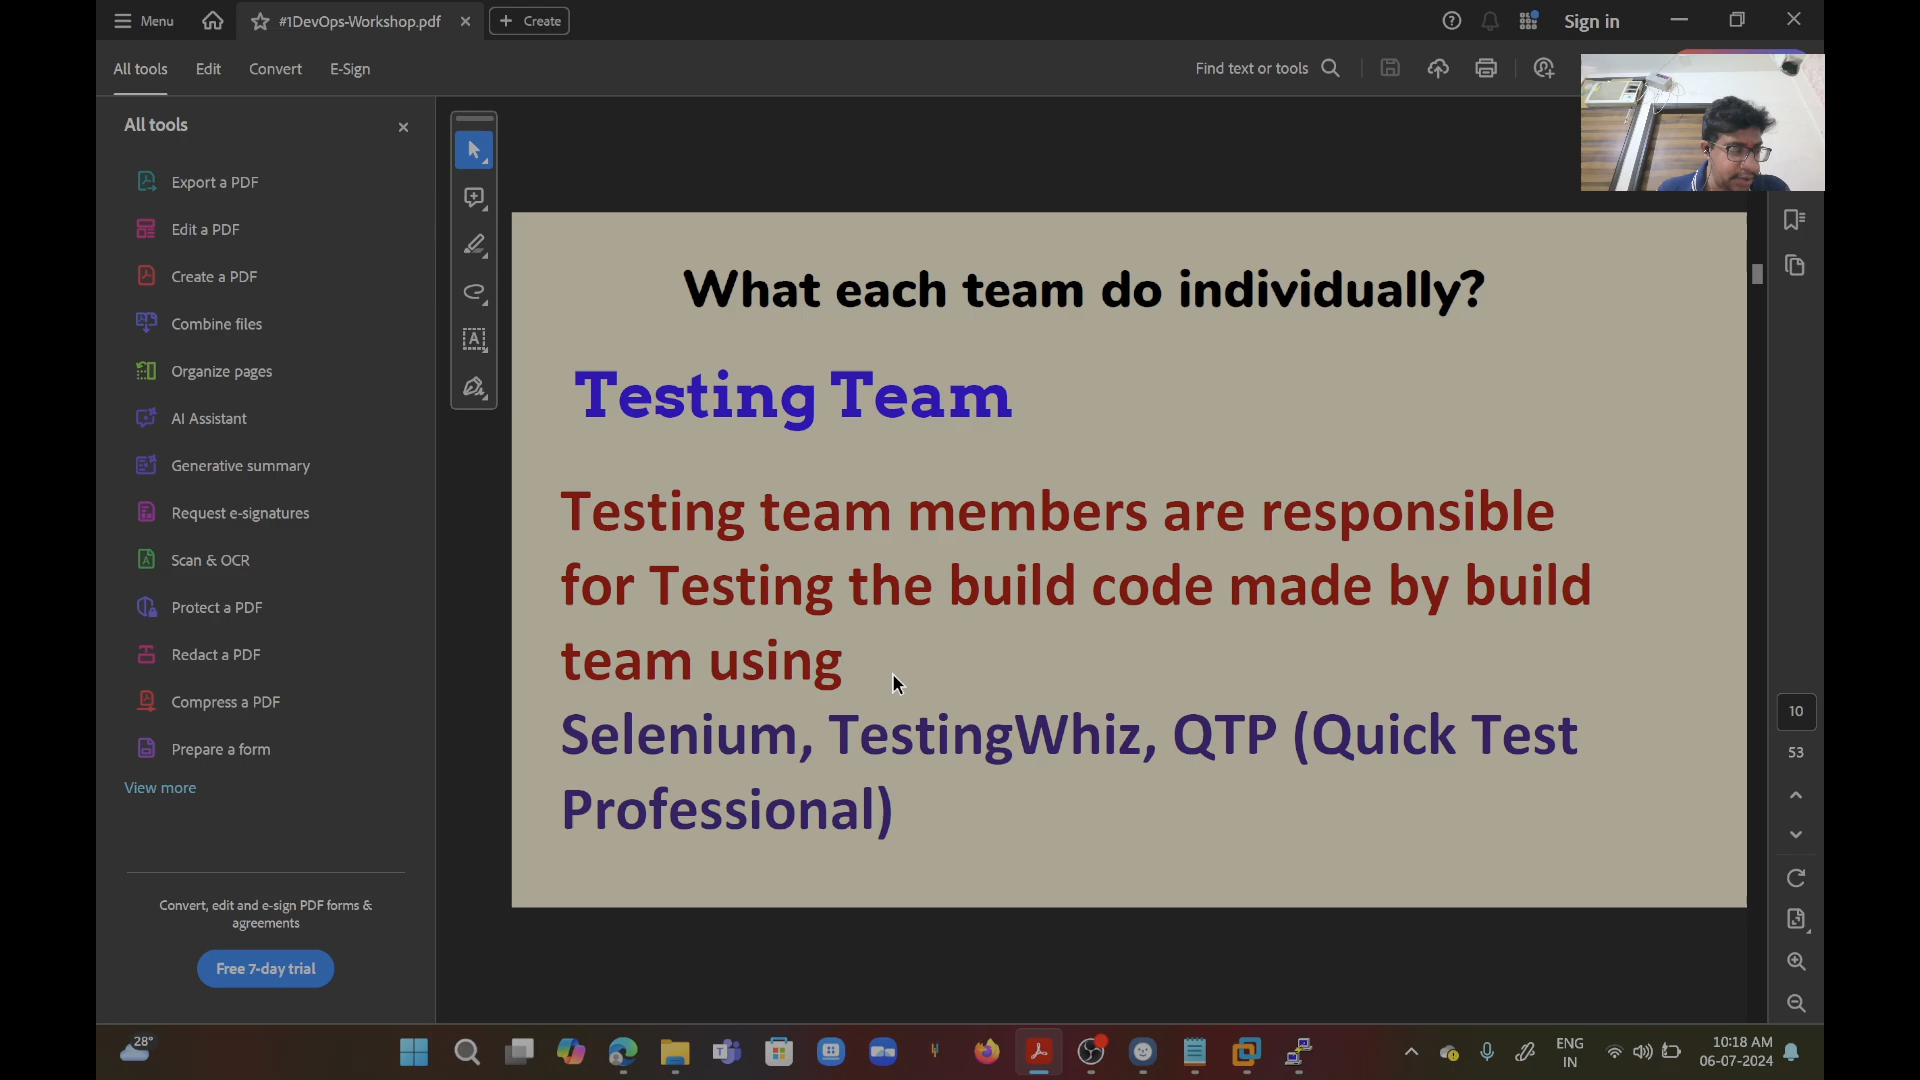 Menu
#1DevOps-Workshop.pdf
Create
Sign in
All tools
Edit
Convert
E-Sign
Find text or tools
All tools
Export a PDF
Edit a PDF
Create a PDF
Combine files
Organize pages
AI Assistant
Generative summary
Request e-signatures
Scan & OCR
Protect a PDF
Redact a PDF
Compress a PDF
Prepare a form
View more
Convert, edit and e-sign PDF forms &
agreements
Free 7-day trial
What each team do individually?
Testing Team
Testing team members are responsible
for Testing the build code made by build
team using
Selenium, TestingWhiz, QTP (Quick Test
Professional)
10
53
28°
ENG
IN
10:18 AM
06-07-2024